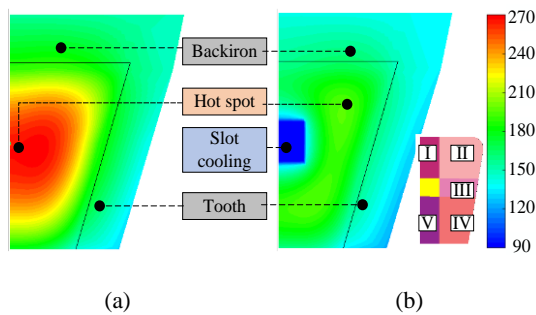 Backiron
Hot spot
Slot
cooling
Tooth
I
II
III
V
IV
270
240
210
180
150
120
90
(a)
(b)